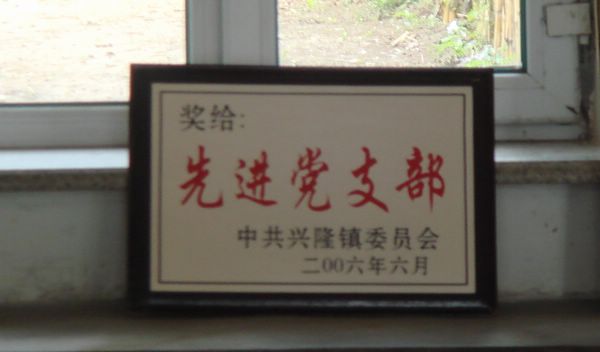 奖给:
先进党支部
中共兴隆镇委员会
二00六年六月